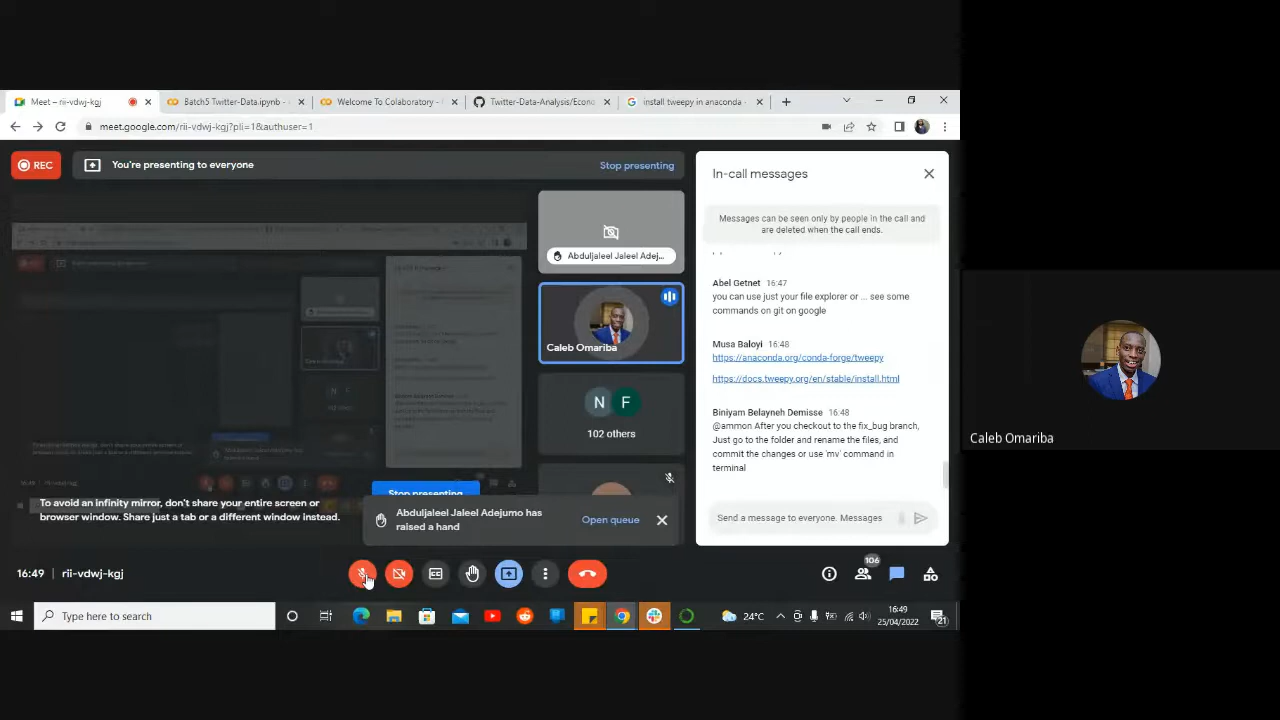 Meet – rii-vdwj-kgj
Batch5 Twitter-Data.ipynb -
Welcome To Colaboratory -
Twitter-Data-Analysis/Econo
install tweepy in anaconda -
meet.google.com/rii-vdwj-kgj?pli=1&authuser=1
REC
You're presenting to everyone
Stop presenting
In-call messages
Messages can be seen only by people in the call and
are deleted when the call ends.
Abduljaleel Jaleel Adej...
Caleb Omariba
N F
102 others
Abel Getnet 16:47
you can use just your file explorer or ... see some
commands on git on google
Musa Baloyi 16:48
https://anaconda.org/conda-forge/tweepy
https://docs.tweepy.org/en/stable/install.html
Biniyam Belayneh Demisse 16:48
@ammon After you checkout to the fix_bug branch,
Just go to the folder and rename the files, and
commit the changes or use 'mv' command in
terminal
Send a message to everyone. Messages
Stop presenting
To avoid an infinity mirror, don't share your entire screen or
browser window. Share just a tab or a different window instead.
Abduljaleel Jaleel Adejumo has
raised a hand
Open queue
16:49 | rii-vdwj-kgj
CC
106
Type here to search
24°C
16:49
25/04/2022
21
Caleb Omariba